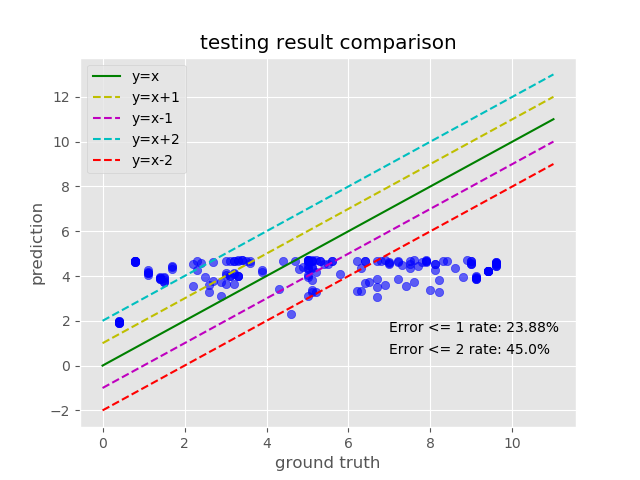 testing result comparison
y=x
y=x+1
y=x-1
y=x+2
y=x-2
12
10
8
6
4
2
0
−2
prediction
Error <= 1 rate: 23.88%
Error <= 2 rate: 45.0%
0 2 4 6 8 10
ground truth